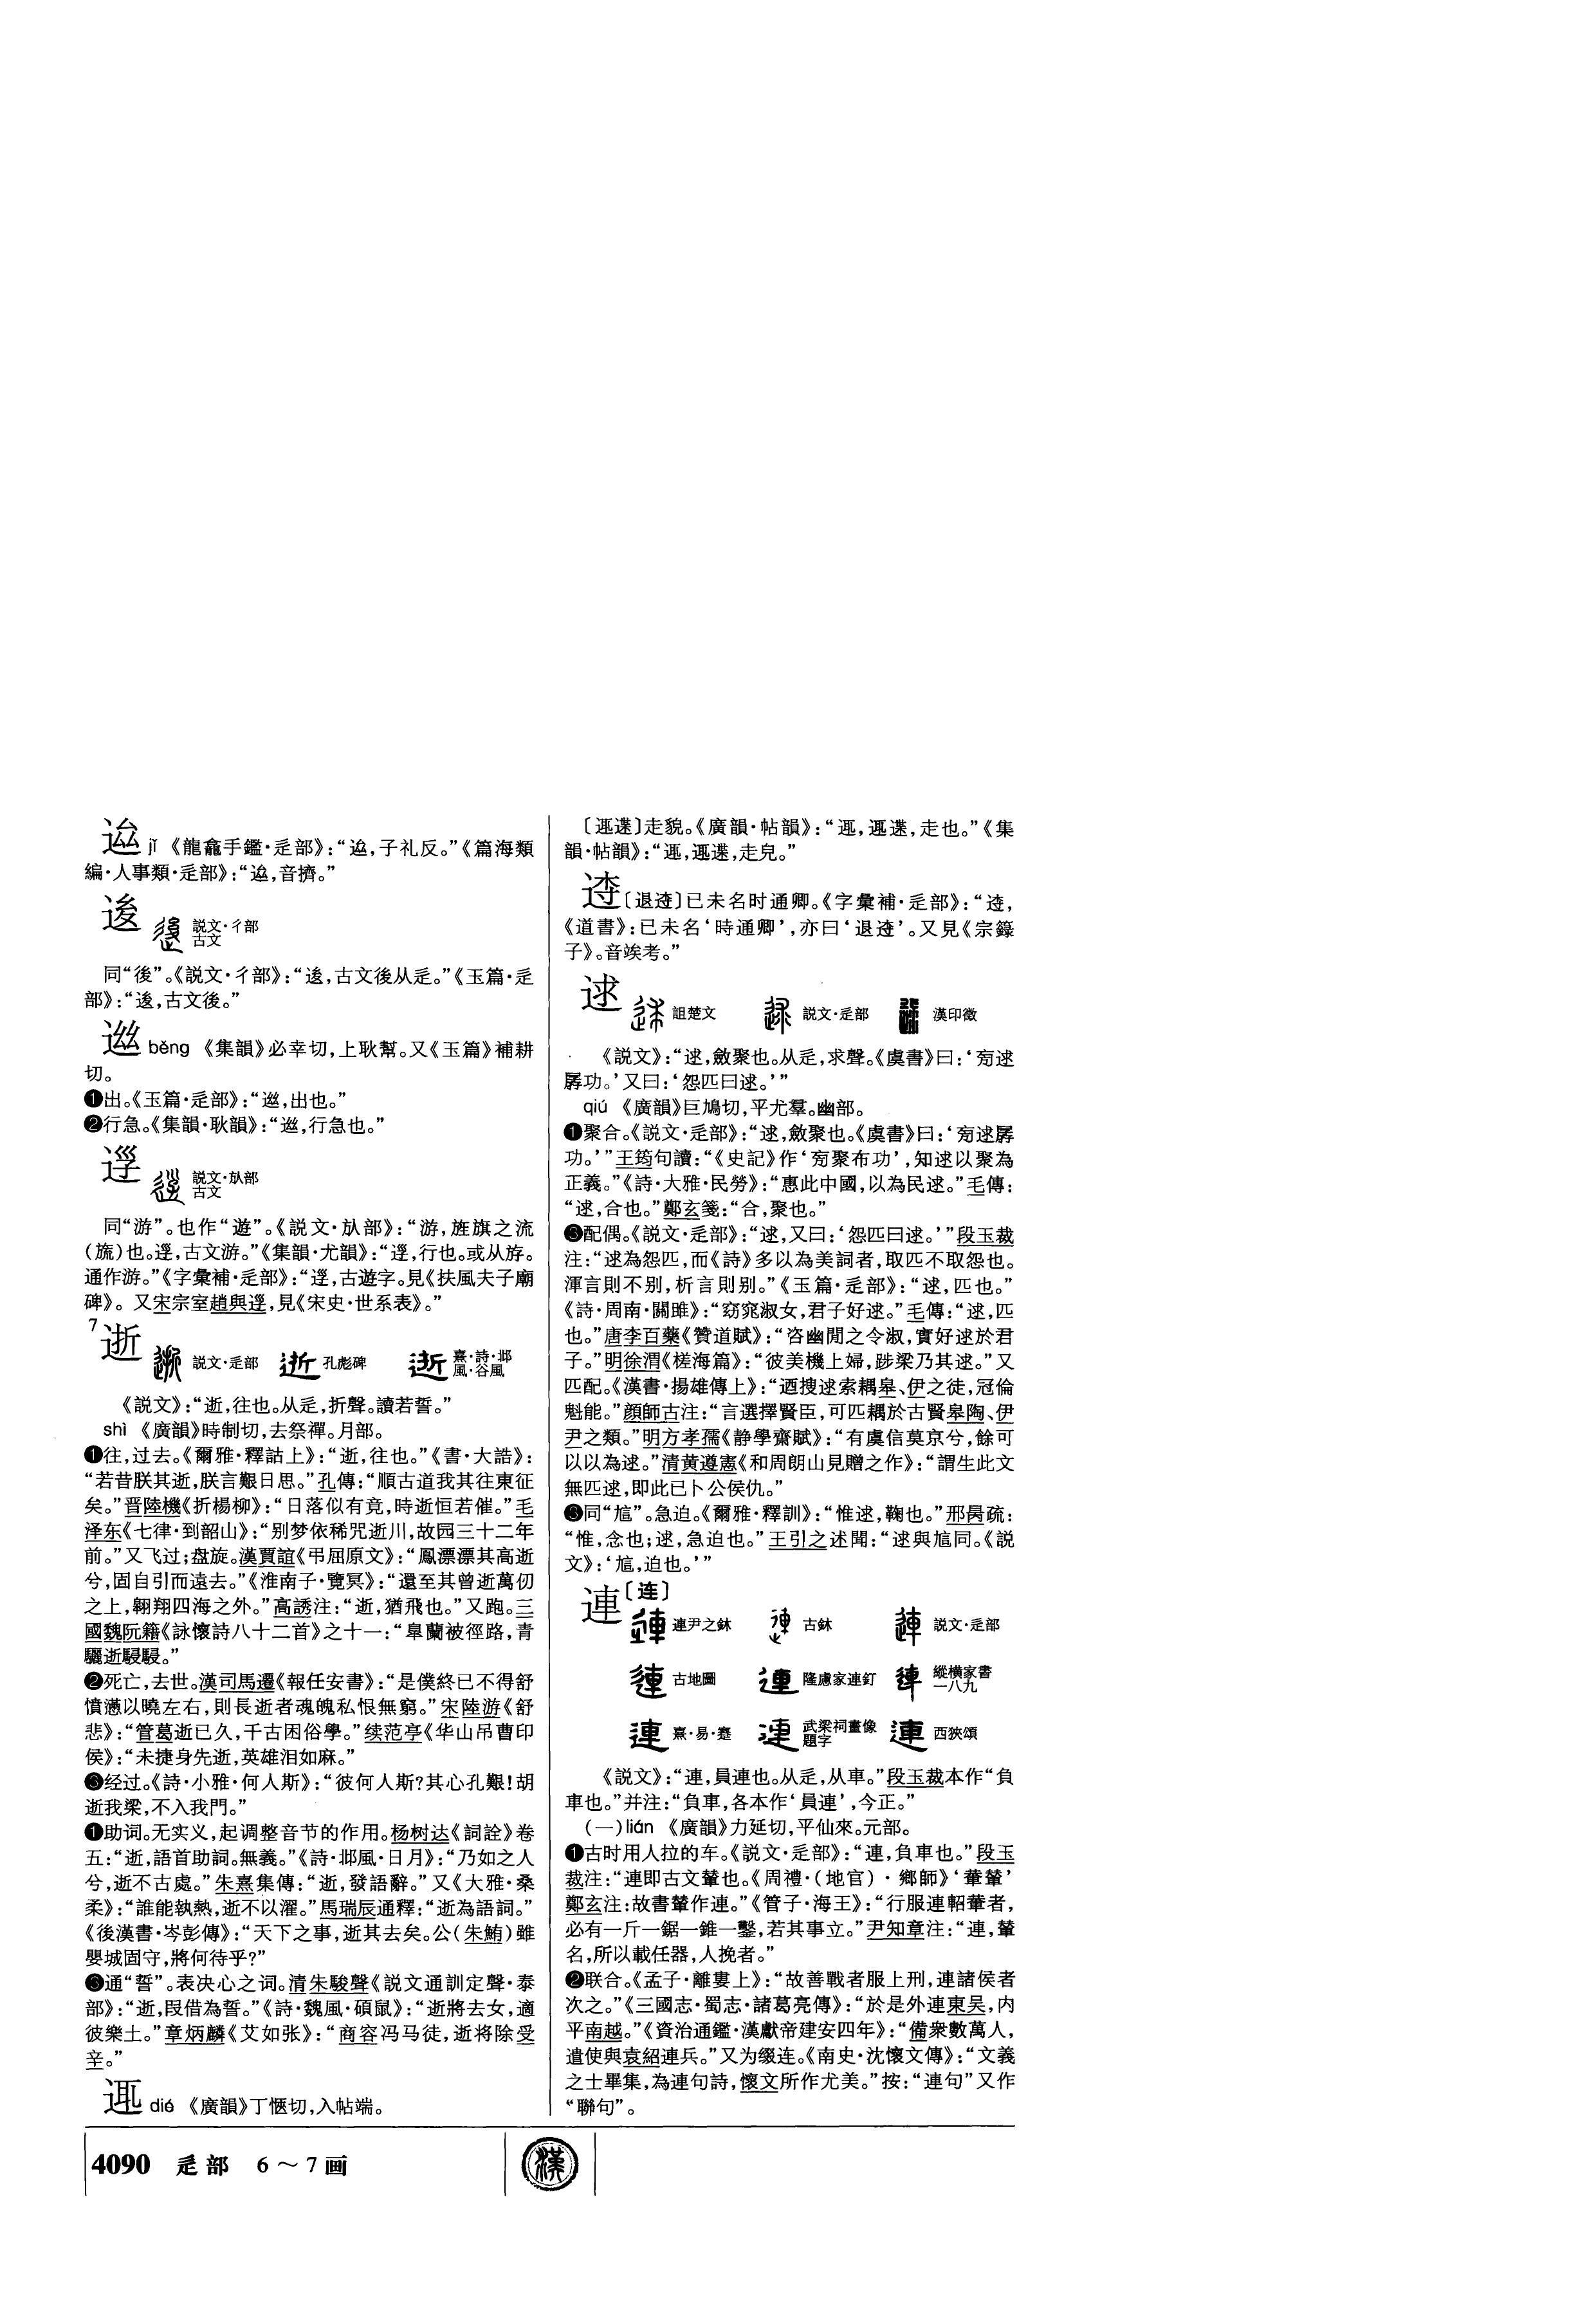 jǐ 《龍龕手鑑·辵部》：“，子礼反。”《篇海類
編·人事類·辵部》：“，音擠。”
逡
説文·彳部
古文
同“後”。《説文·彳部》：“，古文後从辵。”《玉篇·辵
部》：“，古文後。”
逬
běng 《集韻》必幸切，上耿幫。又《玉篇》補耕
切。
❶出。《玉篇·辵部》：“，出也。”
❷行急。《集韻·耿韻》：“，行急也。”
説文·㫃部
古文
同“游”。也作“遊”。《説文·㫃部》：“游，旌旗之流
（旒）也。，古文游。”《集韻·尤韻》：“，行也。或从斿。
通作游。”《字彙補·辵部》：“，古遊字。見《扶風夫子廟
碑》。又宋宗室趙與，見《宋史·世系表》。”
7
逝
説文·辵部 孔彪碑 熹·詩·邶
風·谷風
《説文》：“逝，往也。从辵，折聲。讀若誓。”
shì 《廣韻》時制切，去祭禪。月部。
❶往，过去。《爾雅·釋詁上》：“逝，往也。”《書·大誥》：
“若昔朕其逝，朕言艱日思。”孔傳：“順古道我其往東征
矣。”晋陸機《折楊柳》：“日落似有竟，時逝恒若催。”毛
泽东《七律·到韶山》：“别梦依稀咒逝川，故园三十二年
前。”又飞过；盘旋。漢賈誼《弔屈原文》：“鳳漂漂其高逝
兮，固自引而遠去。”《淮南子·覽冥》：“還至其曾逝萬仞
之上，翱翔四海之外。”高誘注：“逝，猶飛也。”又跑。三
國魏阮籍《詠懷詩八十二首》之十一：“臯蘭被徑路，青
驪逝駸駸。”
❷死亡，去世。漢司馬遷《報任安書》：“是僕終已不得舒
憤懣以曉左右，則長逝者魂魄私恨無窮。”宋陸游《舒
悲》：“管葛逝已久，千古困俗學。”续范亭《华山吊曹印
侯》：“未捷身先逝，英雄泪如麻。”
❸经过。《詩·小雅·何人斯》：“彼何人斯？其心孔艱！胡
逝我梁，不入我門。”
❶助词。无实义，起调整音节的作用。杨树达《詞詮》卷
五：“逝，語首助詞。無義。”《詩·邶風·日月》：“乃如之人
兮，逝不古處。”朱熹集傳：“逝，發語辭。”又《大雅·桑
柔》：“誰能執熱，逝不以濯。”馬瑞辰通釋：“逝為語詞。”
《後漢書·岑彭傳》：“天下之事，逝其去矣。公（朱鮪）雖
嬰城固守，將何待乎？”
❸通“誓”。表决心之词。清朱駿聲《説文通訓定聲·泰
部》：“逝，叚借為誓。”《詩·魏風·碩鼠》：“逝將去女，適
彼樂土。”章炳麟《艾如张》：“商容冯马徒，逝将除受
辛。”
dié 《廣韻》丁愜切，入帖端。
走貌。《廣韻·帖韻》：“，走也。”《集
韻·帖韻》：“，走皃。”
已未名时通卿。《字彙補·辵部》：“，
《道書》：已未名‘時通卿’，亦曰‘退’。又見《宗籙
子》。音竢考。”
逑
詛楚文 説文·辵部 漢印徵
《説文》：“逑，斂聚也。从辵，求聲。《虞書》曰：‘㝃逑
孱功。’又曰：‘怨匹曰逑。’”
qiú 《廣韻》巨鳩切，平尤羣。幽部。
❶聚合。《説文·辵部》：“逑，斂聚也。《虞書》曰：‘㝃逑孱
功。’”王筠句讀：“《史記》作‘㝃聚布功’，知逑以聚為
正義。”《詩·大雅·民勞》：“惠此中國，以為民逑。”毛傳：
“逑，合也。”鄭玄箋：“合，聚也。”
❸配偶。《説文·辵部》：“逑，又曰：‘怨匹曰逑。’”段玉裁
注：“逑為怨匹，而《詩》多以為美詞者，取匹不取怨也。
渾言則不别，析言則别。”《玉篇·辵部》：“逑，匹也。”
《詩·周南·關雎》：“窈窕淑女，君子好逑。”毛傳：“逑，匹
也。”唐李百藥《贊道賦》：“咨幽閒之令淑，實好逑於君
子。”明徐渭《槎海篇》：“彼美機上婦，跂梁乃其逑。”又
匹配。《漢書·揚雄傳上》：“迺搜逑索耦皋、伊之徒，冠倫
魁能。”顔師古注：“言選擇賢臣，可匹耦於古賢皋陶、伊
尹之類。”明方孝孺《静學齋賦》：“有虞信莫京兮，餘可
以以為逑。”清黄遵憲《和周朗山見贈之作》：“謂生此文
無匹逑，即此已卜公侯仇。”
❸同“訄”。急迫。《爾雅·釋訓》：“惟逑，鞠也。”邢昺疏：
“惟，念也；逑，急迫也。”王引之述聞：“逑與訄同。《説
文》：‘訄，迫也。’”
連〔连〕
連尹之鉨 古鉨 説文·辵部
古地圖 隆慮家連釘 縱横家書
一八九
熹·易·蹇 武梁祠畫像
題字 西狹頌
《説文》：“連，員連也。从辵，从車。”段玉裁本作“負
車也。”并注：“負車，各本作‘員連’，今正。”
（一）lián 《廣韻》力延切，平仙來。元部。
❶古时用人拉的车。《説文·辵部》：“連，負車也。”段玉
裁注：“連即古文輦也。《周禮·（地官）·鄉師》‘輂輦’
鄭玄注：故書輦作連。”《管子·海王》：“行服連軺輂者，
必有一斤一鋸一錐一鑿，若其事立。”尹知章注：“連，輦
名，所以載任器，人挽者。”
❷联合。《孟子·離婁上》：“故善戰者服上刑，連諸侯者
次之。”《三國志·蜀志·諸葛亮傳》：“於是外連東吴，内
平南越。”《資治通鑑·漢獻帝建安四年》：“備衆數萬人，
遣使與袁紹連兵。”又为缀连。《南史·沈懷文傳》：“文義
之士畢集，為連句詩，懷文所作尤美。”按：“連句”又作
“聯句”。
4090 辵部 6～7画
漢